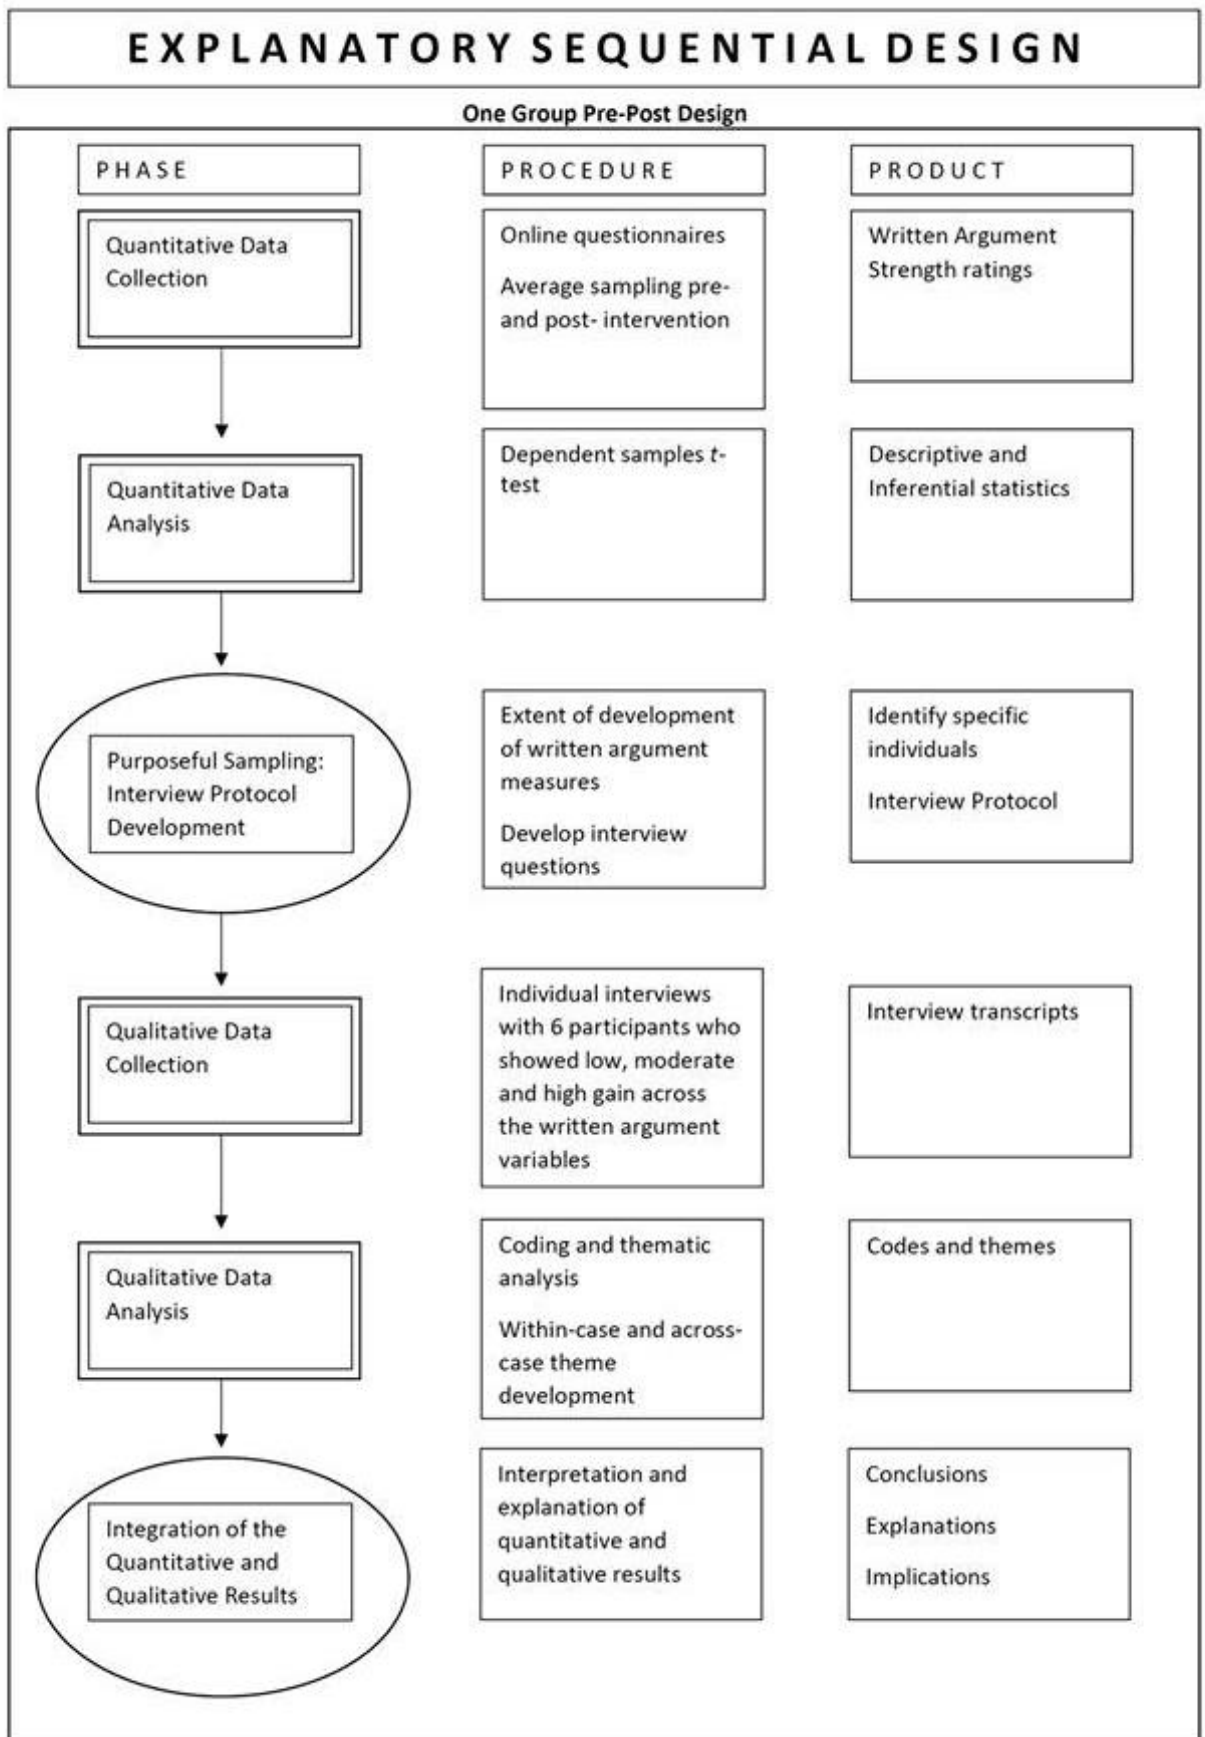 EXPLANATORY SEQUENTIAL DESIGN
One Group Pre-Post Design
PHASE
PROCEDURE
PRODUCT
Quantitative Data
Collection
Online questionnaires
Average sampling pre-
and post- intervention
Written Argument
Strength ratings
Quantitative Data
Analysis
Dependent samples t-
test
Descriptive and
Inferential statistics
Purposeful Sampling:
Interview Protocol
Development
Extent of development
of written argument
measures
Develop interview
questions
Identify specific
individuals
Interview Protocol
Qualitative Data
Collection
Individual interviews
with 6 participants who
showed low, moderate
and high gain across
the written argument
variables
Interview transcripts
Qualitative Data
Analysis
Coding and thematic
analysis
Within-case and across-
case theme
development
Codes and themes
Integration of the
Quantitative and
Qualitative Results
Interpretation and
explanation of
quantitative and
qualitative results
Conclusions
Explanations
Implications